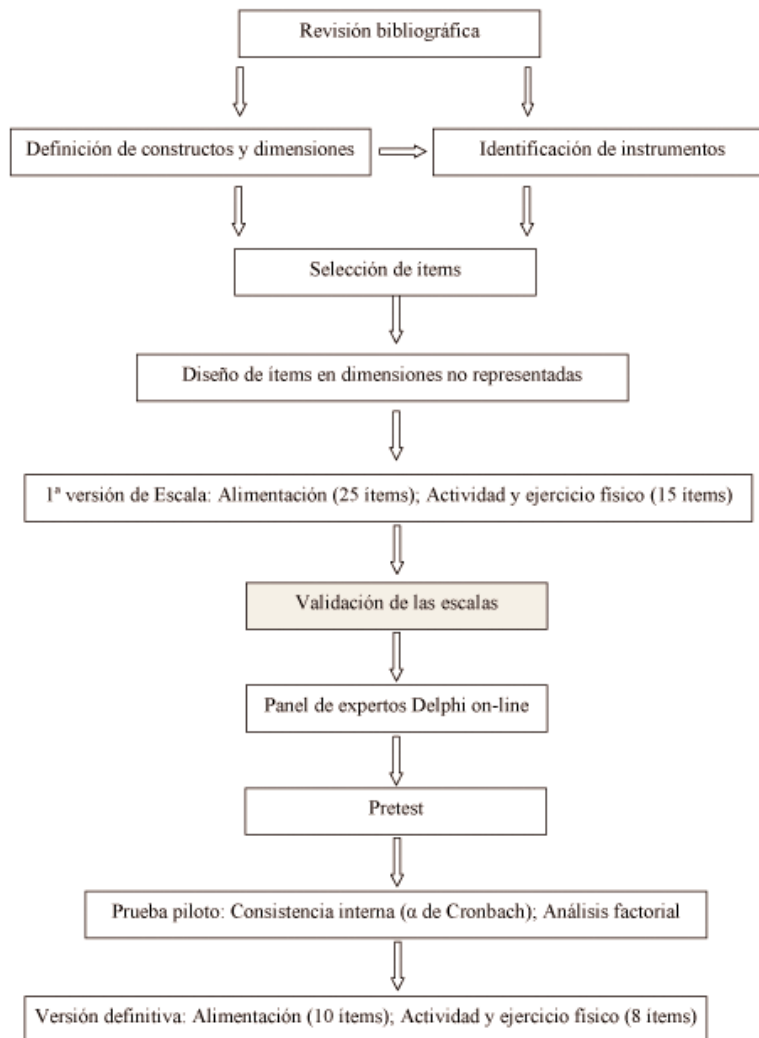 Revisión bibliográfica
Definición de constructos y dimensiones
Identificación de instrumentos
Selección de ítems
Diseño de ítems en dimensiones no representadas
1ª versión de Escala: Alimentación (25 ítems); Actividad y ejercicio físico (15 ítems)
Validación de las escalas
Panel de expertos Delphi on-line
Pretest
Prueba piloto: Consistencia interna (α de Cronbach); Análisis factorial
Versión definitiva: Alimentación (10 ítems); Actividad y ejercicio físico (8 ítems)